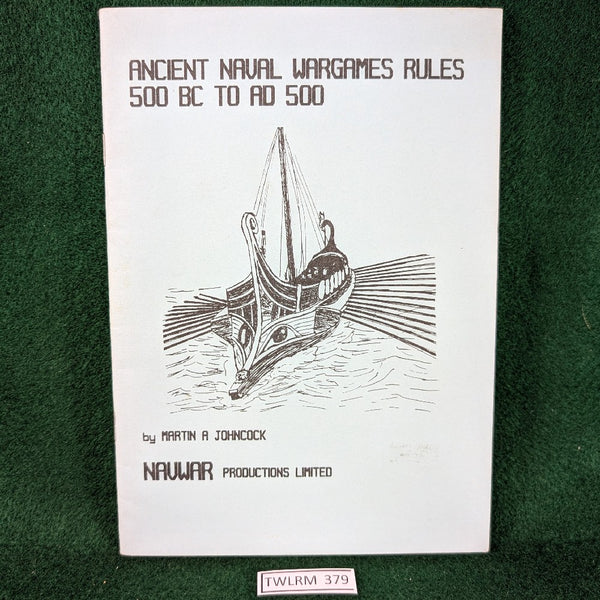 ANCIENT NAVAL WARGAMES RULES
500 BC TO AD 500
by MARTIN A JOHNCOCK
NAVWAR PRODUCTIONS LIMITED
TWLRM 379